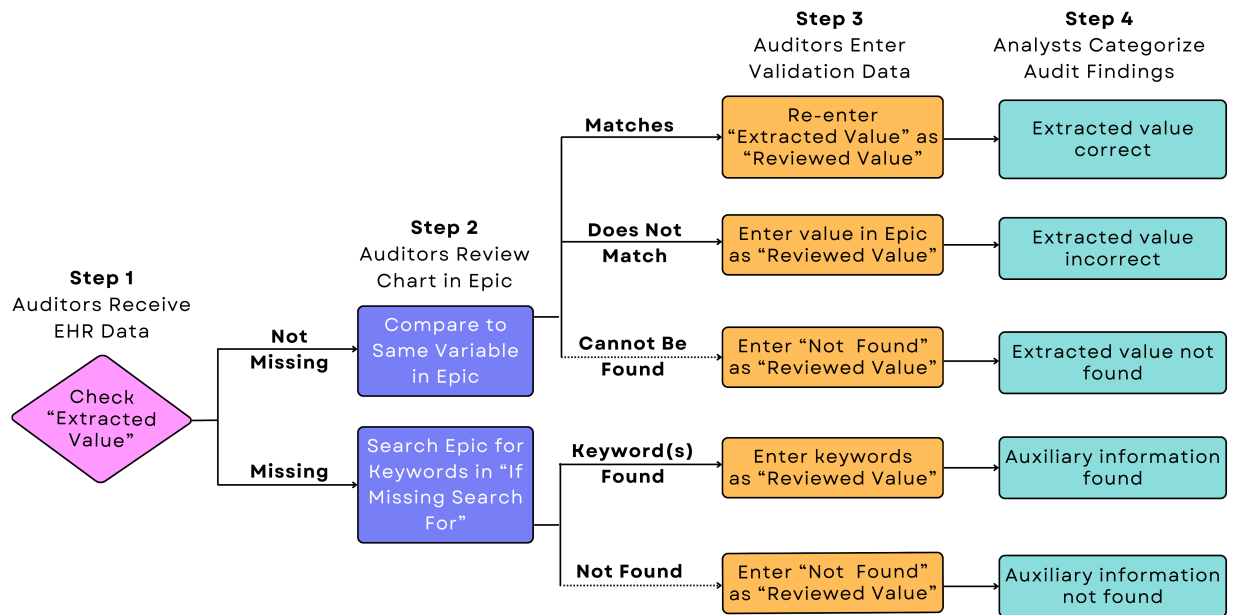 Step 1
Auditors Receive
EHR Data
Check
“Extracted
Value”
Not
Missing
Missing
Step 2
Auditors Review
Chart in Epic
Compare to
Same Variable
in Epic
Search Epic for
Keywords in “If
Missing Search
For”
Matches
Does Not
Match
Cannot Be
Found
Keyword(s)
Found
Not Found
Step 3
Auditors Enter
Validation Data
Re-enter
“Extracted Value” as
“Reviewed Value”
Enter value in Epic
as “Reviewed Value”
Enter “Not Found”
as “Reviewed Value”
Enter keywords
as “Reviewed Value”
Enter “Not Found”
as “Reviewed Value”
Step 4
Analysts Categorize
Audit Findings
Extracted value
correct
Extracted value
incorrect
Extracted value not
found
Auxiliary information
found
Auxiliary information
not found